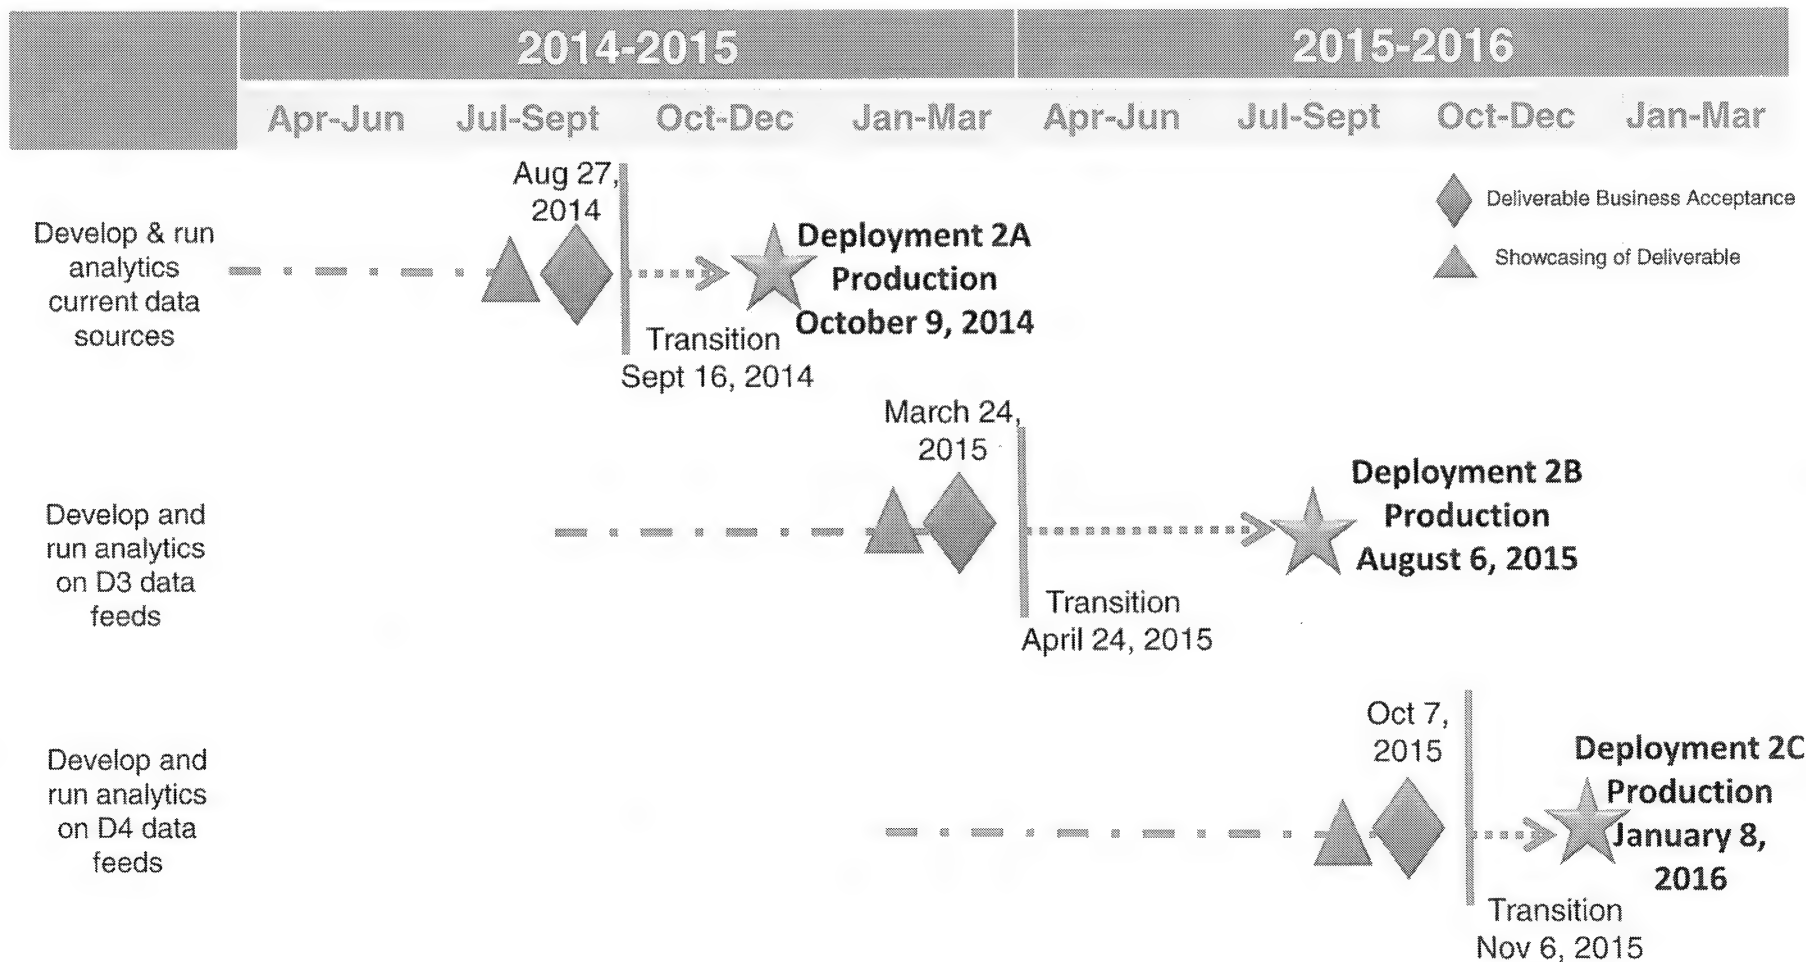 2014-2015
2015-2016
Apr-Jun
Jul-Sept
Oct-Dec
Jan-Mar
Apr-Jun
Jul-Sept
Oct-Dec
Jan-Mar
Deliverable Business Acceptance
Showcasing of Deliverable
Develop & run
analytics
current data
sources
Aug 27,
2014
Transition
Sept 16, 2014
Deployment 2A
Production
October 9, 2014
Develop and
run analytics
on D3 data
feeds
March 24,
2015
Transition
April 24, 2015
Deployment 2B
Production
August 6, 2015
Develop and
run analytics
on D4 data
feeds
Oct 7,
2015
Transition
Nov 6, 2015
Deployment 2C
Production
January 8,
2016